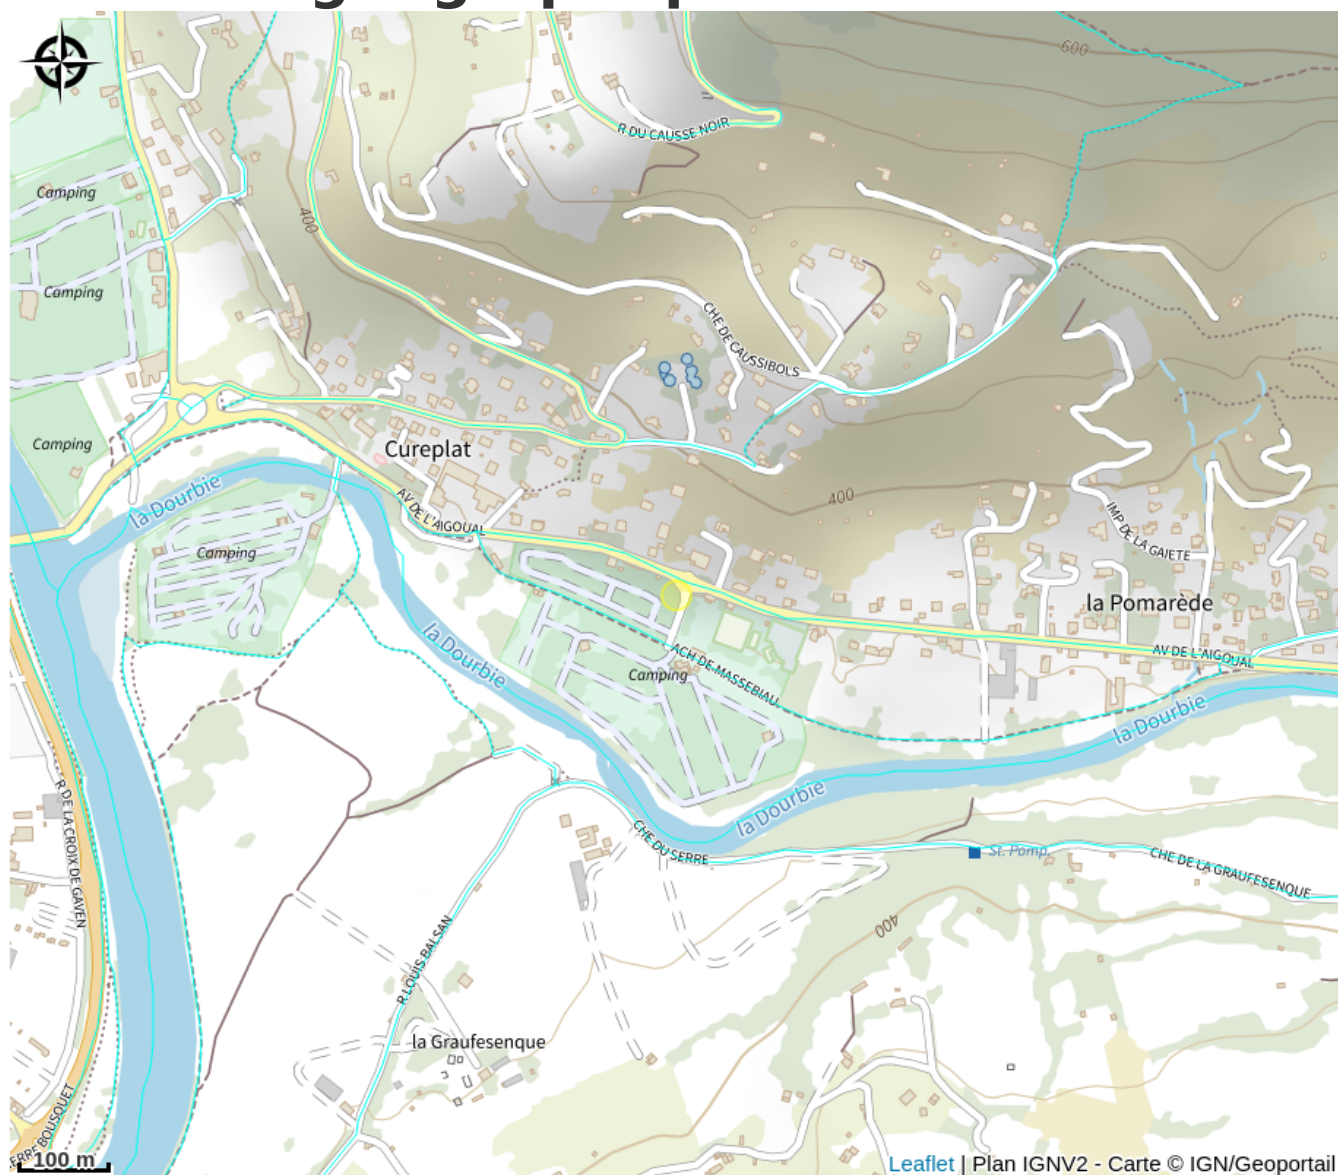 600
R DU CAUSSE NOIR
Camping
400
Camping
CHE DE CAUSSIBOLS
Camping
Cureplat
la Dourbie
400
AV DE L'AIGOUAL
IMP DE LA GAIETE
Camping
la Pomarède
la Dourbie
ACH DE MASSEBIAU
AV DE L'AIGOUAL
Camping
la Dourbie
R DE LA CROIX DE GAVEN
la Dourbie
CHE DU SERRE
St. Pomp.
CHE DE LA GRAUFESENQUE
400
R LOUIS BALSAN
la Graufesenque
ERRE BOUSQUET
100 m
Leaflet | Plan IGNV2 - Carte © IGN/Geoportail